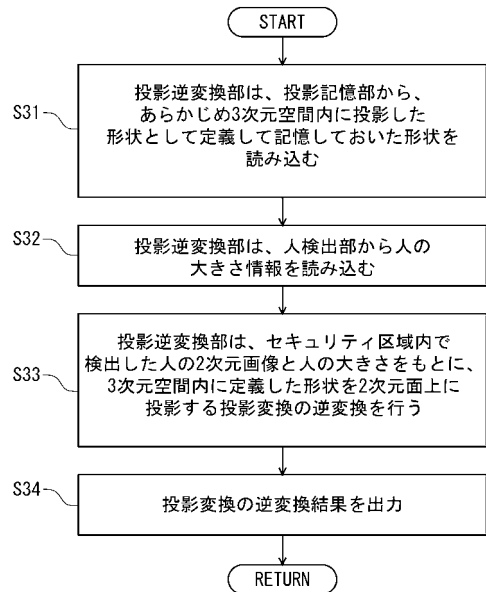 START
S31
投影逆変換部は、投影記憶部から、
あらかじめ3次元空間内に投影した
形状として定義して記憶しておいた形状を
読み込む
S32
投影逆変換部は、人検出部から人の
大きさ情報を読み込む
S33
投影逆変換部は、セキュリティ区域内で
検出した人の2次元画像と人の大きさをもとに、
3次元空間内に定義した形状を2次元面上に
投影する投影変換の逆変換を行う
S34
投影変換の逆変換結果を出力
RETURN